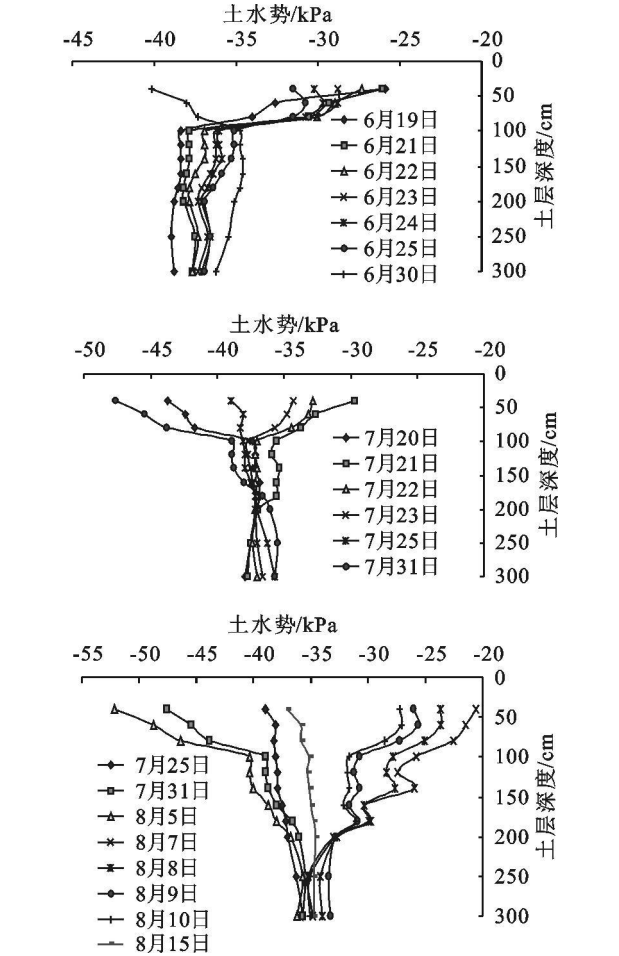 土水势/kPa
-45 -40 -35 -30 -25 -20
0
50
100
150
200
250
300
土层深度/cm
6月19日
6月21日
6月22日
6月23日
6月24日
6月25日
6月30日
土水势/kPa
-50 -45 -40 -35 -30 -25 -20
0
50
100
150
200
250
300
土层深度/cm
7月20日
7月21日
7月22日
7月23日
7月25日
7月31日
土水势/kPa
-55 -50 -45 -40 -35 -30 -25 -20
0
50
100
150
200
250
300
土层深度/cm
7月25日
7月31日
8月5日
8月7日
8月8日
8月9日
8月10日
8月15日